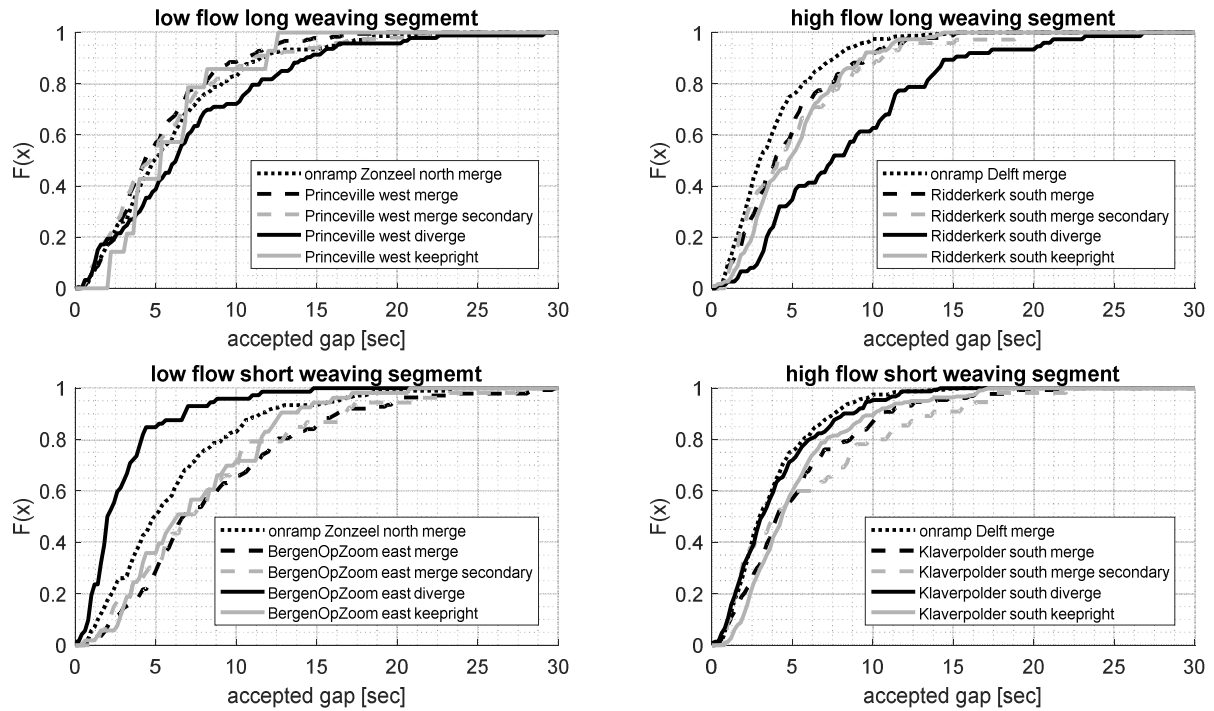 low flow long weaving segmemt
1
0.8
0.6
0.4
0.2
0
F(x)
onramp Zonzeel north merge
Princeville west merge
Princeville west merge secondary
Princeville west diverge
Princeville west keepright
0 5 10 15 20 25 30
accepted gap [sec]
high flow long weaving segment
1
0.8
0.6
0.4
0.2
0
F(x)
onramp Delft merge
Ridderkerk south merge
Ridderkerk south merge secondary
Ridderkerk south diverge
Ridderkerk south keepright
0 5 10 15 20 25 30
accepted gap [sec]
low flow short weaving segmemt
1
0.8
0.6
0.4
0.2
0
F(x)
onramp Zonzeel north merge
BergenOpZoom east merge
BergenOpZoom east merge secondary
BergenOpZoom east diverge
BergenOpZoom east keepright
0 5 10 15 20 25 30
accepted gap [sec]
high flow short weaving segment
1
0.8
0.6
0.4
0.2
0
F(x)
onramp Delft merge
Klaverpolder south merge
Klaverpolder south merge secondary
Klaverpolder south diverge
Klaverpolder south keepright
0 5 10 15 20 25 30
accepted gap [sec]